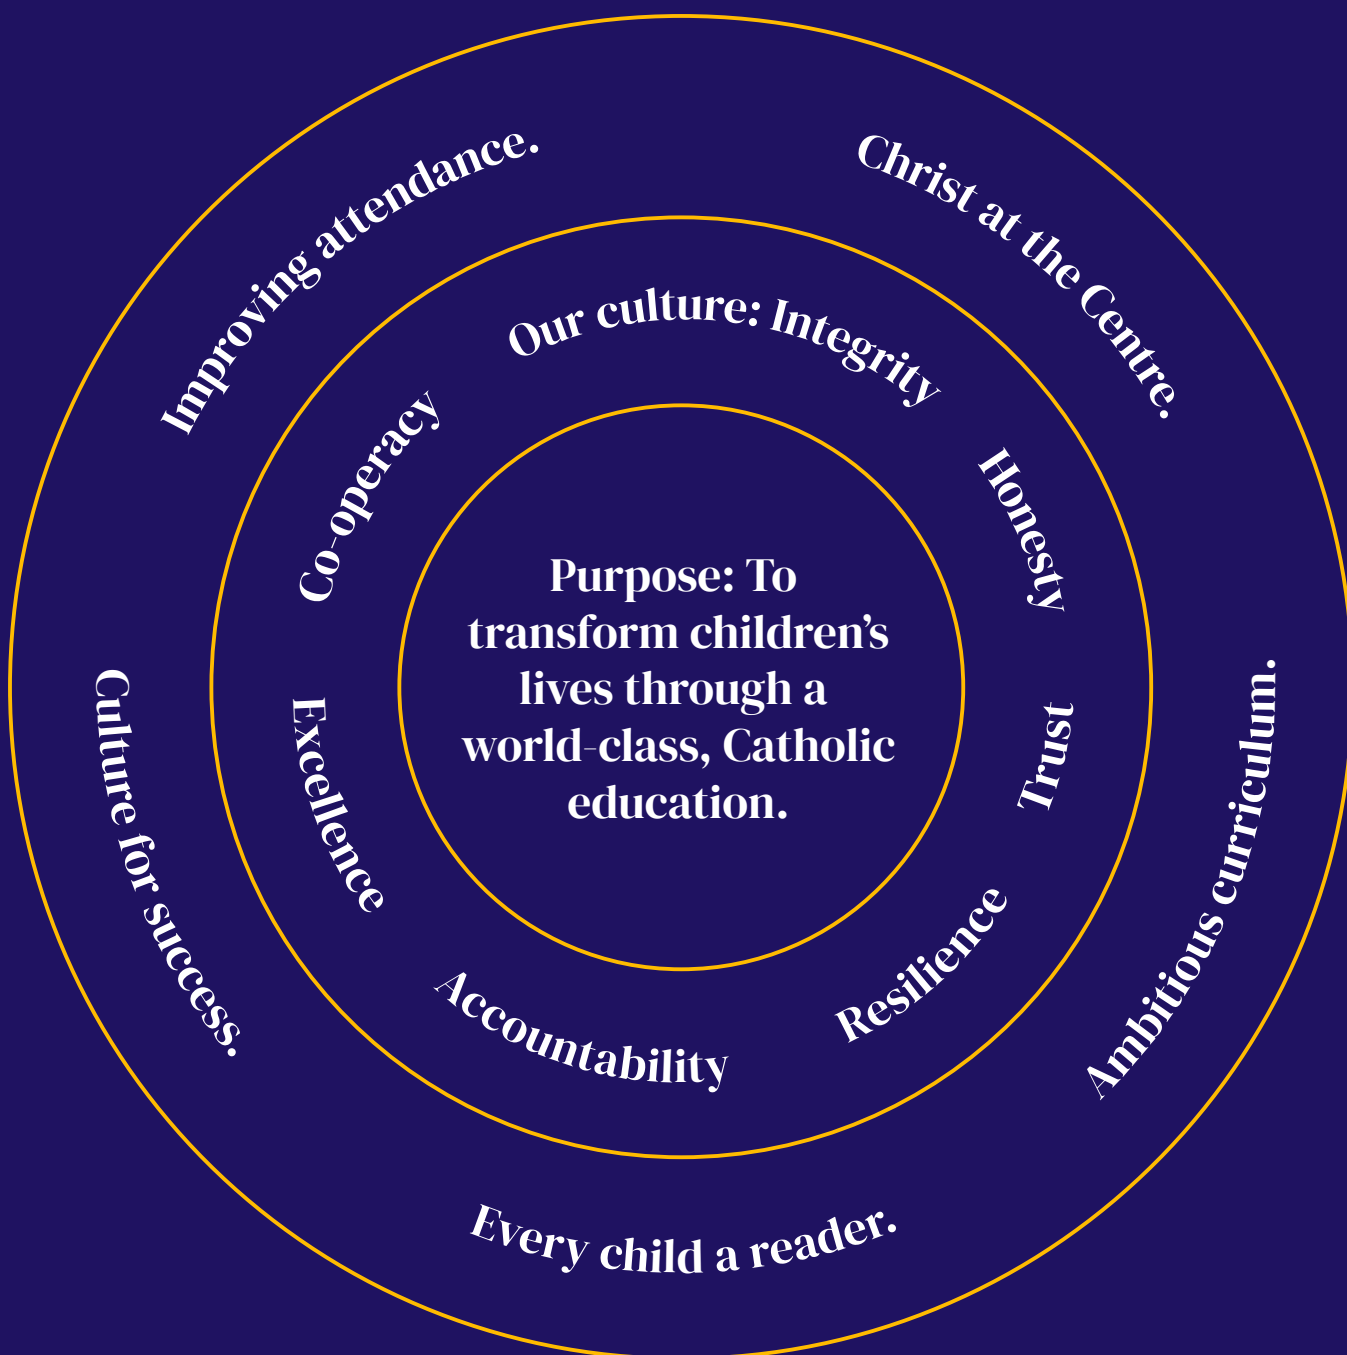 Improving attendance.
Christ at the Centre.
Ambitious curriculum.
Every child a reader.
Culture for success.
Our culture: Integrity
Honesty
Trust
Resilience
Accountability
Excellence
Co-operacy
Purpose: To
transform children’s
lives through a
world-class, Catholic
education.